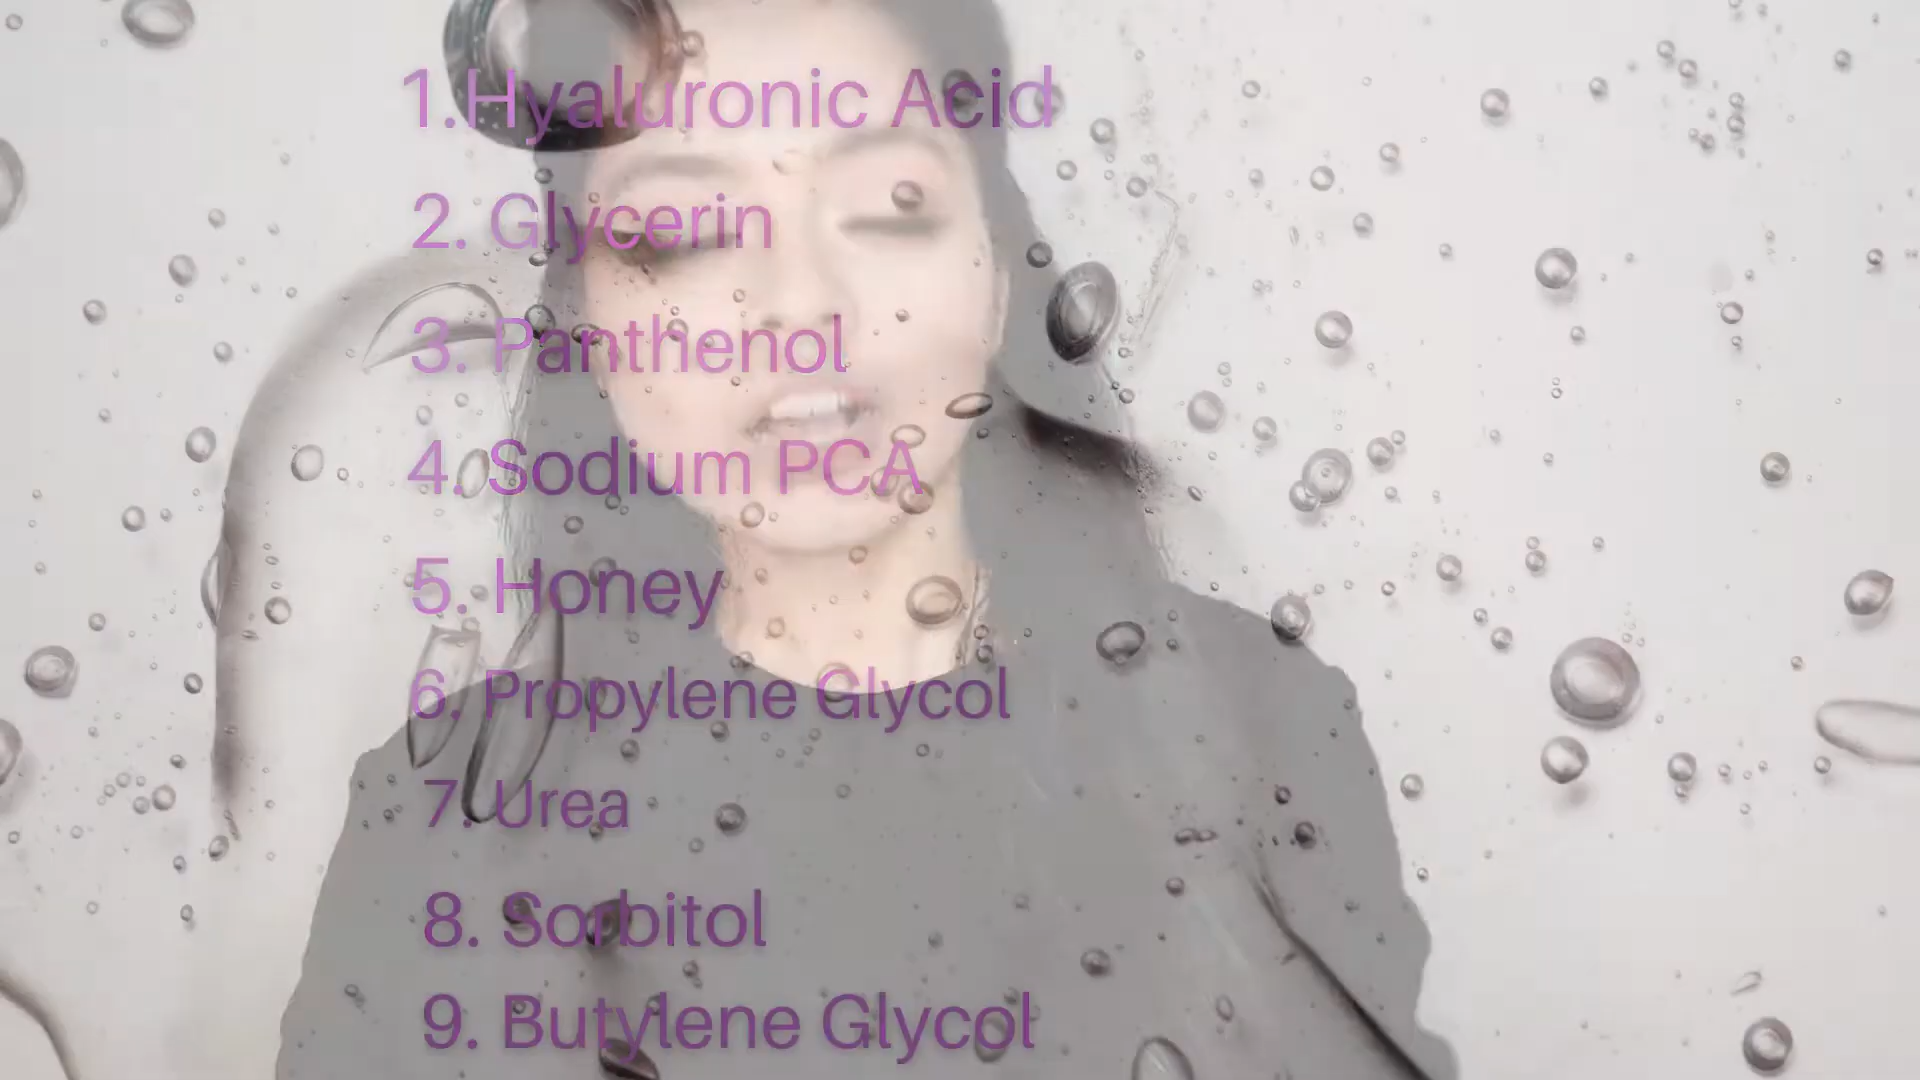 1.Hyaluronic Acid
2. Glycerin
3. Panthenol
4. Sodium PCA
5. Honey
6. Propylene Glycol
7. Urea
8. Sorbitol
9. Butylene Glycol